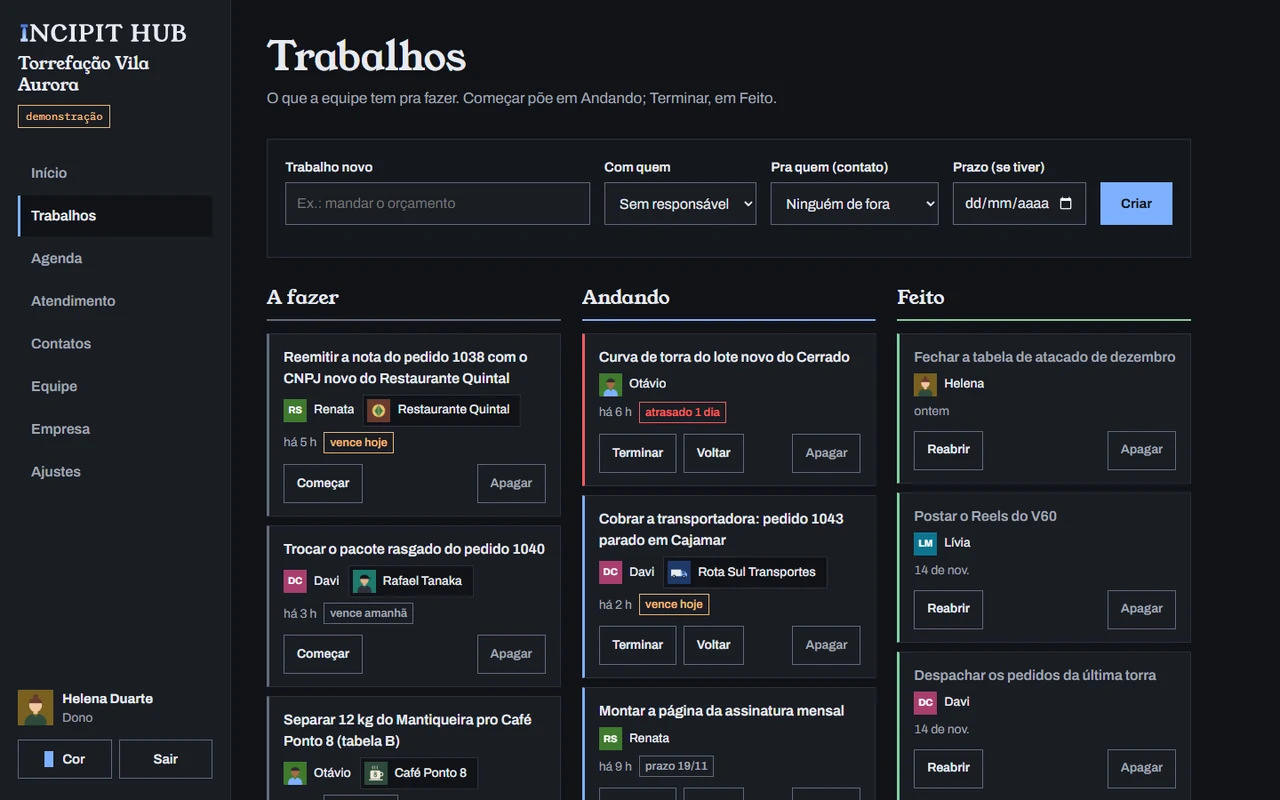 INCIPIT HUB
Torrefação Vila
Aurora
demonstração
Início
Trabalhos
Agenda
Atendimento
Contatos
Equipe
Empresa
Ajustes
Helena Duarte
Dono
Cor
Sair
Trabalhos
O que a equipe tem pra fazer. Começar põe em Andando; Terminar, em Feito.
Trabalho novo
Ex.: mandar o orçamento
Com quem
Sem responsável
Pra quem (contato)
Ninguém de fora
Prazo (se tiver)
dd/mm/aaaa
Criar
A fazer
Reemitir a nota do pedido 1038 com o
CNPJ novo do Restaurante Quintal
RS Renata Restaurante Quintal
há 5 h vence hoje
Começar Apagar
Trocar o pacote rasgado do pedido 1040
DC Davi Rafael Tanaka
há 3 h vence amanhã
Começar Apagar
Separar 12 kg do Mantiqueira pro Café
Ponto 8 (tabela B)
Otávio 8 Café Ponto 8
Andando
Curva de torra do lote novo do Cerrado
Otávio
há 6 h atrasado 1 dia
Terminar Voltar Apagar
Cobrar a transportadora: pedido 1043
parado em Cajamar
DC Davi Rota Sul Transportes
há 2 h vence hoje
Terminar Voltar Apagar
Montar a página da assinatura mensal
RS Renata
há 9 h prazo 19/11
Feito
Fechar a tabela de atacado de dezembro
Helena
ontem
Reabrir Apagar
Postar o Reels do V60
LM Lívia
14 de nov.
Reabrir Apagar
Despachar os pedidos da última torra
DC Davi
14 de nov.
Reabrir Apagar